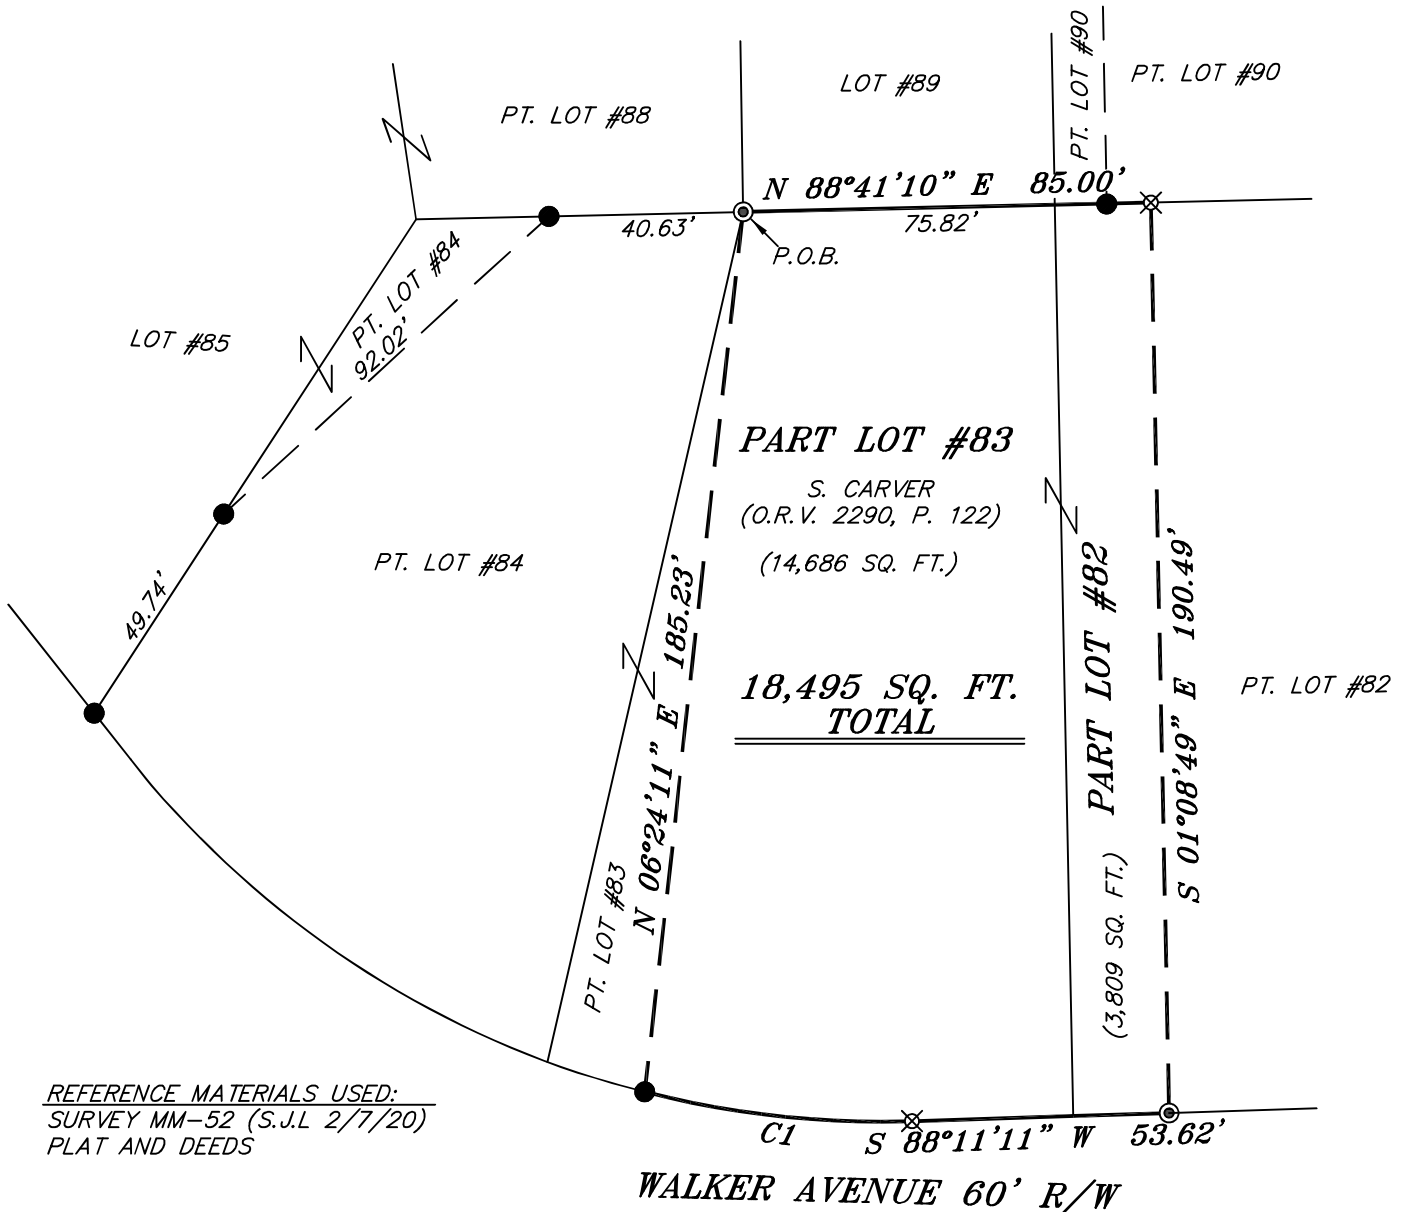 PT. LOT #90
PT. LOT #90
LOT #89
PT. LOT #88
N 88°41'10" E 85.00'
40.63'
75.82'
P.O.B.
PT. LOT #84
92.02'
LOT #85
PART LOT #83
S. CARVER
(O.R.V. 2290, P. 122)
(14,686 SQ. FT.)
PT. LOT #84
49.74'
N 06°24'11" E 185.23'
PART LOT #82
(3,809 SQ. FT.)
S 01°08'49" E 190.49'
18,495 SQ. FT.
TOTAL
PT. LOT #82
PT. LOT #83
REFERENCE MATERIALS USED:
SURVEY MM-52 (S.J.L 2/7/20)
PLAT AND DEEDS
C1
S 88°11'11" W 53.62'
WALKER AVENUE 60' R/W